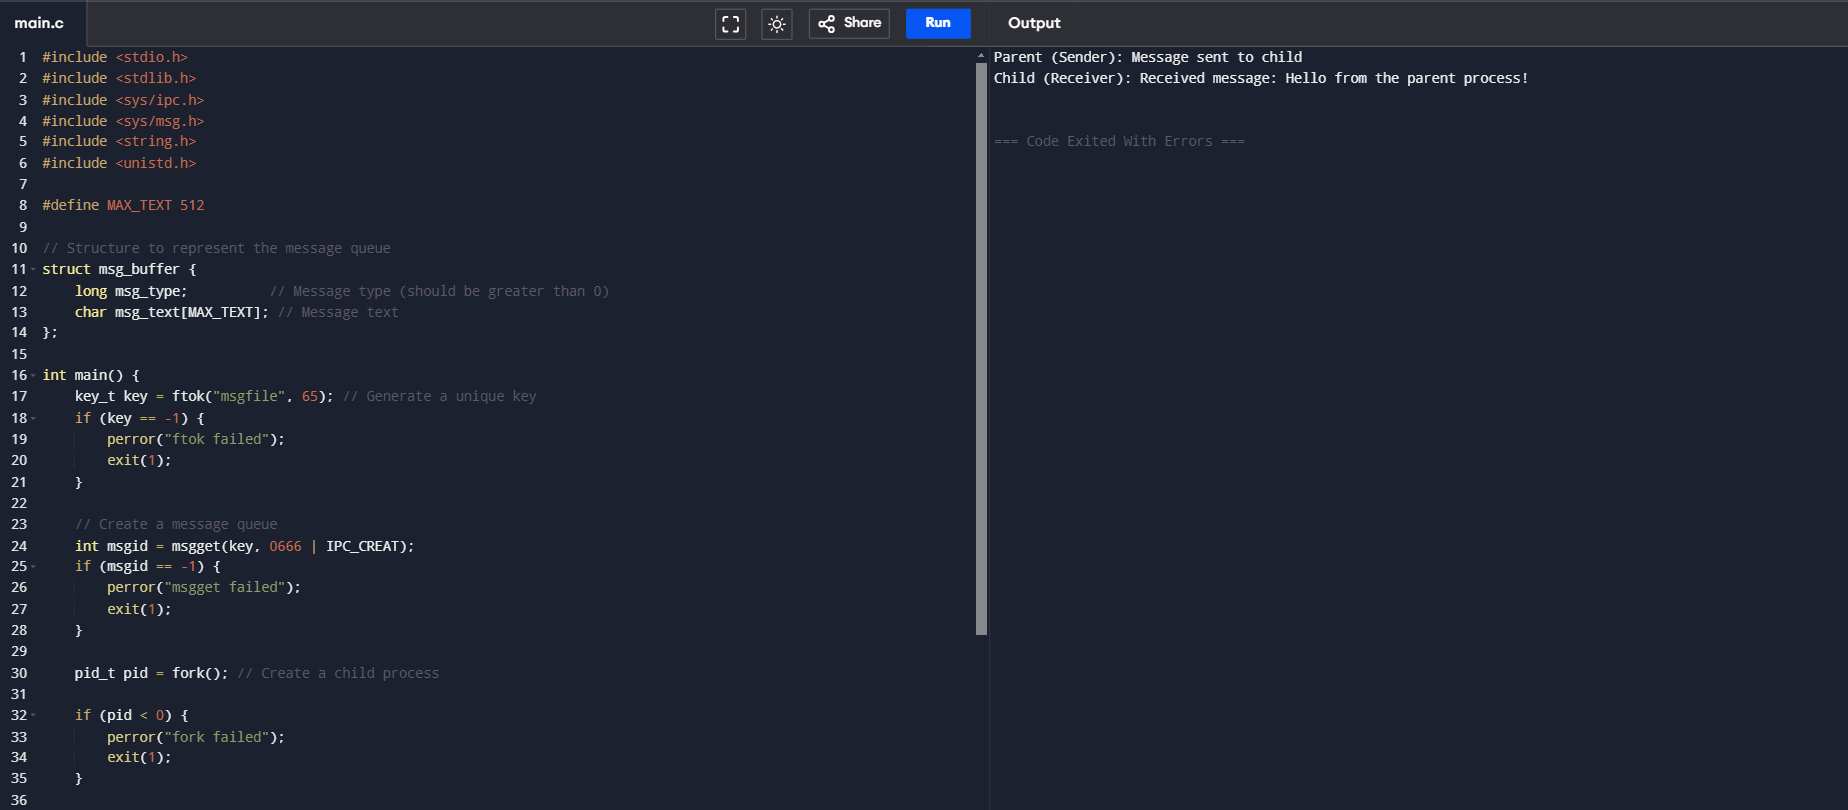 main.c
Share
Run
Output
1 #include <stdio.h>
2 #include <stdlib.h>
3 #include <sys/ipc.h>
4 #include <sys/msg.h>
5 #include <string.h>
6 #include <unistd.h>
7
8 #define MAX_TEXT 512
9
10 // Structure to represent the message queue
11 struct msg_buffer {
12     long msg_type;          // Message type (should be greater than 0)
13     char msg_text[MAX_TEXT]; // Message text
14 };
15
16 int main() {
17     key_t key = ftok("msgfile", 65); // Generate a unique key
18     if (key == -1) {
19         perror("ftok failed");
20         exit(1);
21     }
22
23     // Create a message queue
24     int msgid = msgget(key, 0666 | IPC_CREAT);
25     if (msgid == -1) {
26         perror("msgget failed");
27         exit(1);
28     }
29
30     pid_t pid = fork(); // Create a child process
31
32     if (pid < 0) {
33         perror("fork failed");
34         exit(1);
35     }
36
Parent (Sender): Message sent to child
Child (Receiver): Received message: Hello from the parent process!
=== Code Exited With Errors ===